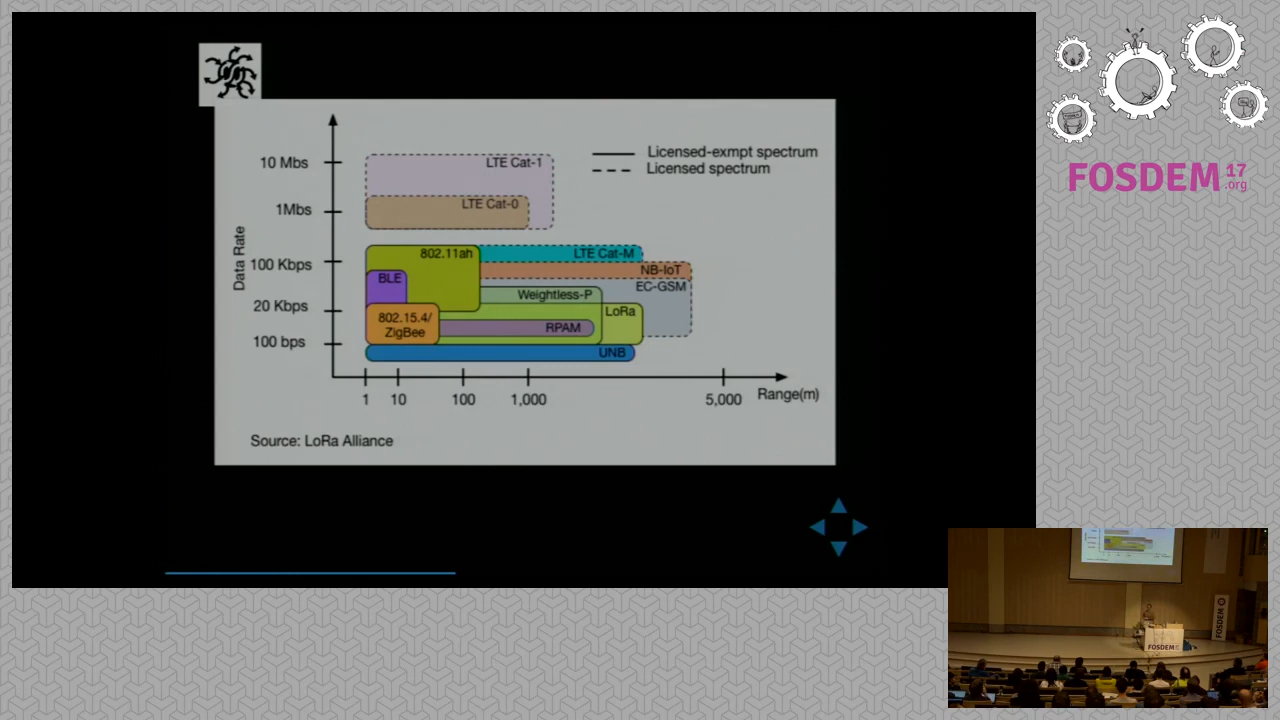 10 Mbs
1Mbs
100 Kbps
20 Kbps
100 bps
Data Rate
LTE Cat-1
LTE Cat-0
Licensed-exmpt spectrum
Licensed spectrum
802.11ah
LTE Cat-M
BLE
NB-IoT
EC-GSM
Weightless-P
LoRa
802.15.4/
ZigBee
RPAM
UNB
1
10
100
1,000
5,000
Range(m)
Source: LoRa Alliance
FOSDEM 17
.org
FOSDEM
FOSDEM